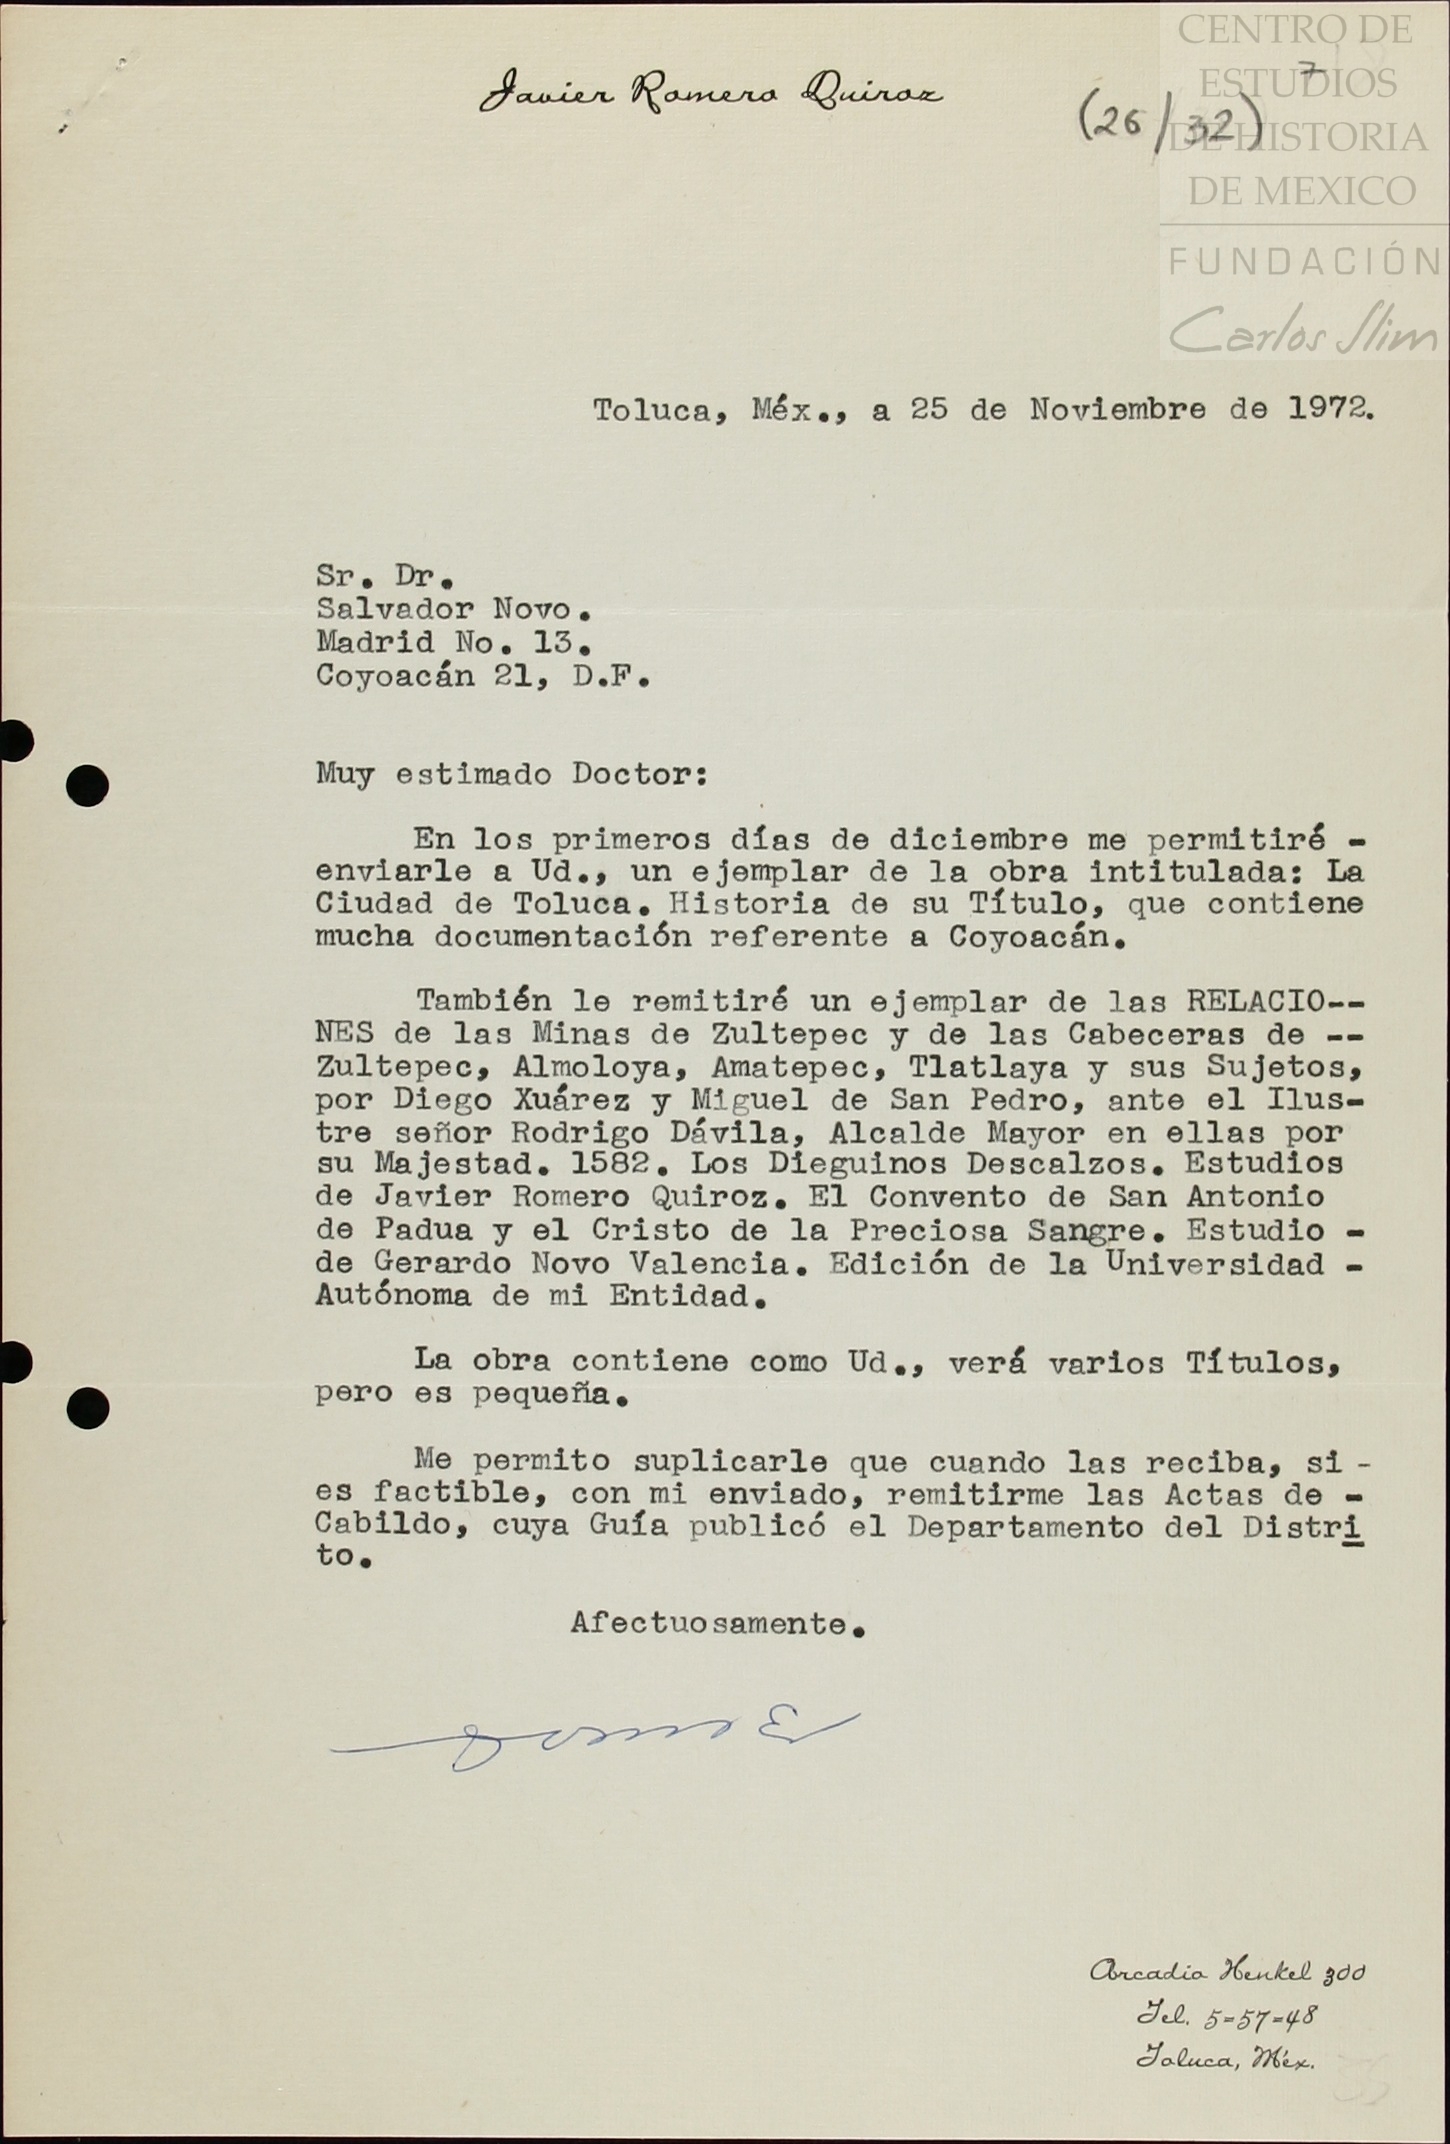 Javier Romero Quiroz
7
(26/32)
CENTRO DE
ESTUDIOS
DE HISTORIA
DE MEXICO
FUNDACIÓN
Carlos Slim
Toluca, Méx., a 25 de Noviembre de 1972.
Sr. Dr.
Salvador Novo.
Madrid No. 13.
Coyoacán 21, D.F.
Muy estimado Doctor:
En los primeros días de diciembre me permitiré -
enviarle a Ud., un ejemplar de la obra intitulada: La
Ciudad de Toluca. Historia de su Título, que contiene
mucha documentación referente a Coyoacán.
También le remitiré un ejemplar de las RELACIO--
NES de las Minas de Zultepec y de las Cabeceras de --
Zultepec, Almoloya, Amatepec, Tlatlaya y sus Sujetos,
por Diego Xuárez y Miguel de San Pedro, ante el Ilus-
tre señor Rodrigo Dávila, Alcalde Mayor en ellas por
su Majestad. 1582. Los Dieguinos Descalzos. Estudios
de Javier Romero Quiroz. El Convento de San Antonio
de Padua y el Cristo de la Preciosa Sangre. Estudio -
de Gerardo Novo Valencia. Edición de la Universidad -
Autónoma de mi Entidad.
La obra contiene como Ud., verá varios Títulos,
pero es pequeña.
Me permito suplicarle que cuando las reciba, si -
es factible, con mi enviado, remitirme las Actas de -
Cabildo, cuya Guía publicó el Departamento del Distri
to.
Afectuosamente.
Arcadio Henkel 300
Tel. 5=57=48
Toluca, Méx.